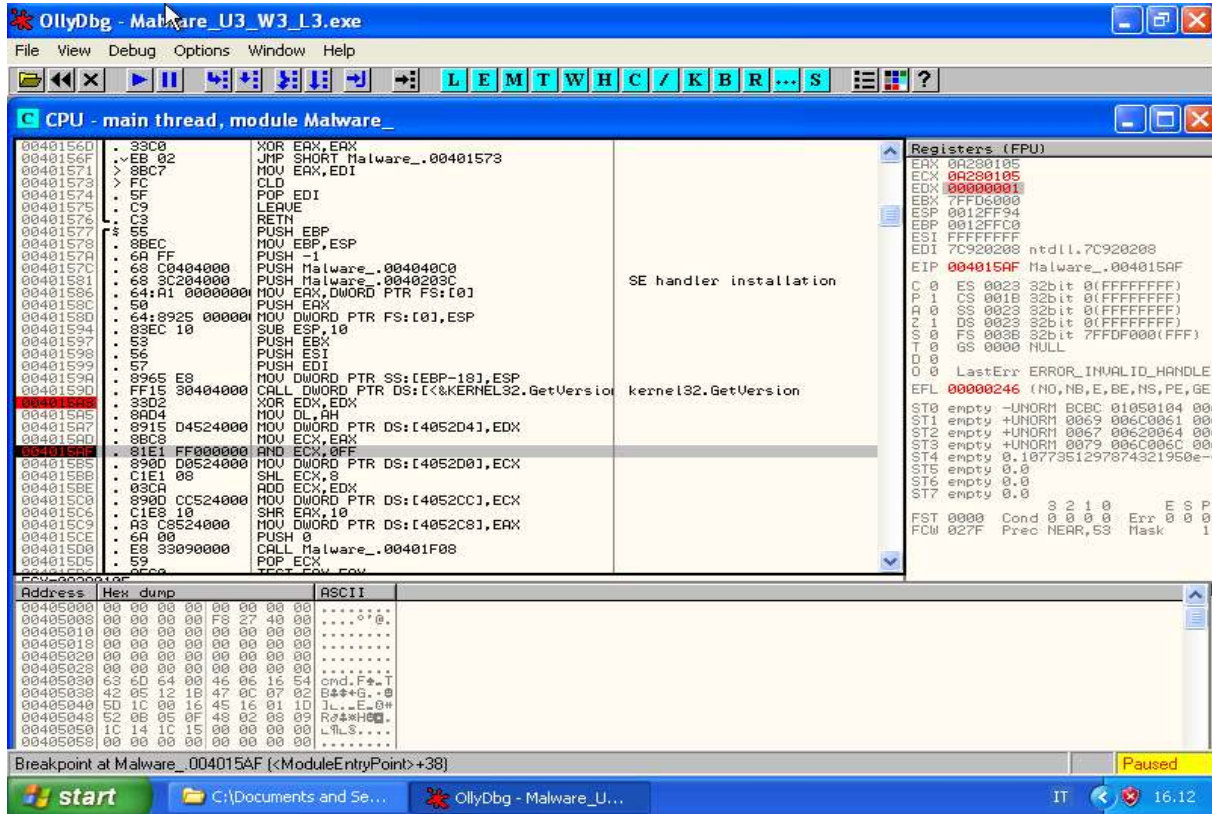 OllyDbg - Malware_U3_W3_L3.exe
File View Debug Options Window Help
L E M T W H C / K B R ... S ?
C CPU - main thread, module Malware_
0040156D . 33C0 XOR EAX,EAX
0040156F .vEB 02 JMP SHORT Malware_.00401573
00401571 > 8BC7 MOV EAX,EDI
00401573 > FC CLD
00401574 . 5F POP EDI
00401575 . C9 LEAVE
00401576 . C3 RETN
00401577 $ 55 PUSH EBP
00401578 . 8BEC MOV EBP,ESP
0040157A . 6A FF PUSH -1
0040157C . 68 C0404000 PUSH Malware_.004040C0
00401581 . 68 3C204000 PUSH Malware_.0040203C SE handler installation
00401586 . 64:A1 0000000 MOV EAX,DWORD PTR FS:[0]
0040158C . 50 PUSH EAX
0040158D . 64:8925 00000 MOV DWORD PTR FS:[0],ESP
00401594 . 83EC 10 SUB ESP,10
00401597 . 53 PUSH EBX
00401598 . 56 PUSH ESI
00401599 . 57 PUSH EDI
0040159A . 8965 E8 MOV DWORD PTR SS:[EBP-18],ESP
0040159D . FF15 30404000 CALL DWORD PTR DS:[<&KERNEL32.GetVersion kernel32.GetVersion
004015A3 . 33D2 XOR EDX,EDX
004015A5 . 8AD4 MOV DL,AH
004015A7 . 8915 D4524000 MOV DWORD PTR DS:[4052D4],EDX
004015AD . 8BC8 MOV ECX,EAX
004015AF . 81E1 FF000000 AND ECX,0FF
004015B5 . 890D D0524000 MOV DWORD PTR DS:[4052D0],ECX
004015BB . C1E1 08 SHL ECX,8
004015BE . 03CA ADD ECX,EDX
004015C0 . 890D CC524000 MOV DWORD PTR DS:[4052CC],ECX
004015C6 . C1E8 10 SHR EAX,10
004015C9 . A3 C8524000 MOV DWORD PTR DS:[4052C8],EAX
004015CE . 6A 00 PUSH 0
004015D0 . E8 33090000 CALL Malware_.00401F08
004015D5 . 59 POP ECX
Registers (FPU)
EAX 0A280105
ECX 0A280105
EDX 00000001
EBX 7FFD6000
ESP 0012FF94
EBP 0012FFC0
ESI FFFFFFFF
EDI 7C920208 ntdll.7C920208
EIP 004015AF Malware_.004015AF
C 0 ES 0023 32bit 0(FFFFFFFF)
P 1 CS 001B 32bit 0(FFFFFFFF)
A 0 SS 0023 32bit 0(FFFFFFFF)
Z 1 DS 0023 32bit 0(FFFFFFFF)
S 0 FS 003B 32bit 7FFDF000(FFF)
T 0 GS 0000 NULL
D 0
O 0 LastErr ERROR_INVALID_HANDLE
EFL 00000246 (NO,NB,E,BE,NS,PE,GE
ST0 empty -UNORM BCBC 01050104 00
ST1 empty +UNORM 0069 006C0061 00
ST2 empty +UNORM 0067 00620064 00
ST3 empty +UNORM 0079 006C006C 00
ST4 empty 0.1077351297874321950e-
ST5 empty 0.0
ST6 empty 0.0
ST7 empty 0.0
3 2 1 0 E S P
FST 0000 Cond 0 0 0 0 Err 0 0 0
FCW 027F Prec NEAR,53 Mask 1
Address Hex dump ASCII
00405000 00 00 00 00 00 00 00 00 ........
00405008 00 00 00 00 F8 27 40 00 ....°'@.
00405010 00 00 00 00 00 00 00 00 ........
00405018 00 00 00 00 00 00 00 00 ........
00405020 00 00 00 00 00 00 00 00 ........
00405028 00 00 00 00 00 00 00 00 ........
00405030 63 6D 64 00 46 06 16 54 cmd.F♠▬T
00405038 42 05 12 1B 47 0C 07 02
00405040 5D 1C 00 16 45 16 01 1D
00405048 52 0B 05 0F 48 02 08 09
00405050 1C 14 1C 15 00 00 00 00
00405058 00 00 00 00 00 00 00 00 ........
Breakpoint at Malware_.004015AF (<ModuleEntryPoint>+38) Paused
start C:\Documents and Se... OllyDbg - Malware_U... IT 16.12